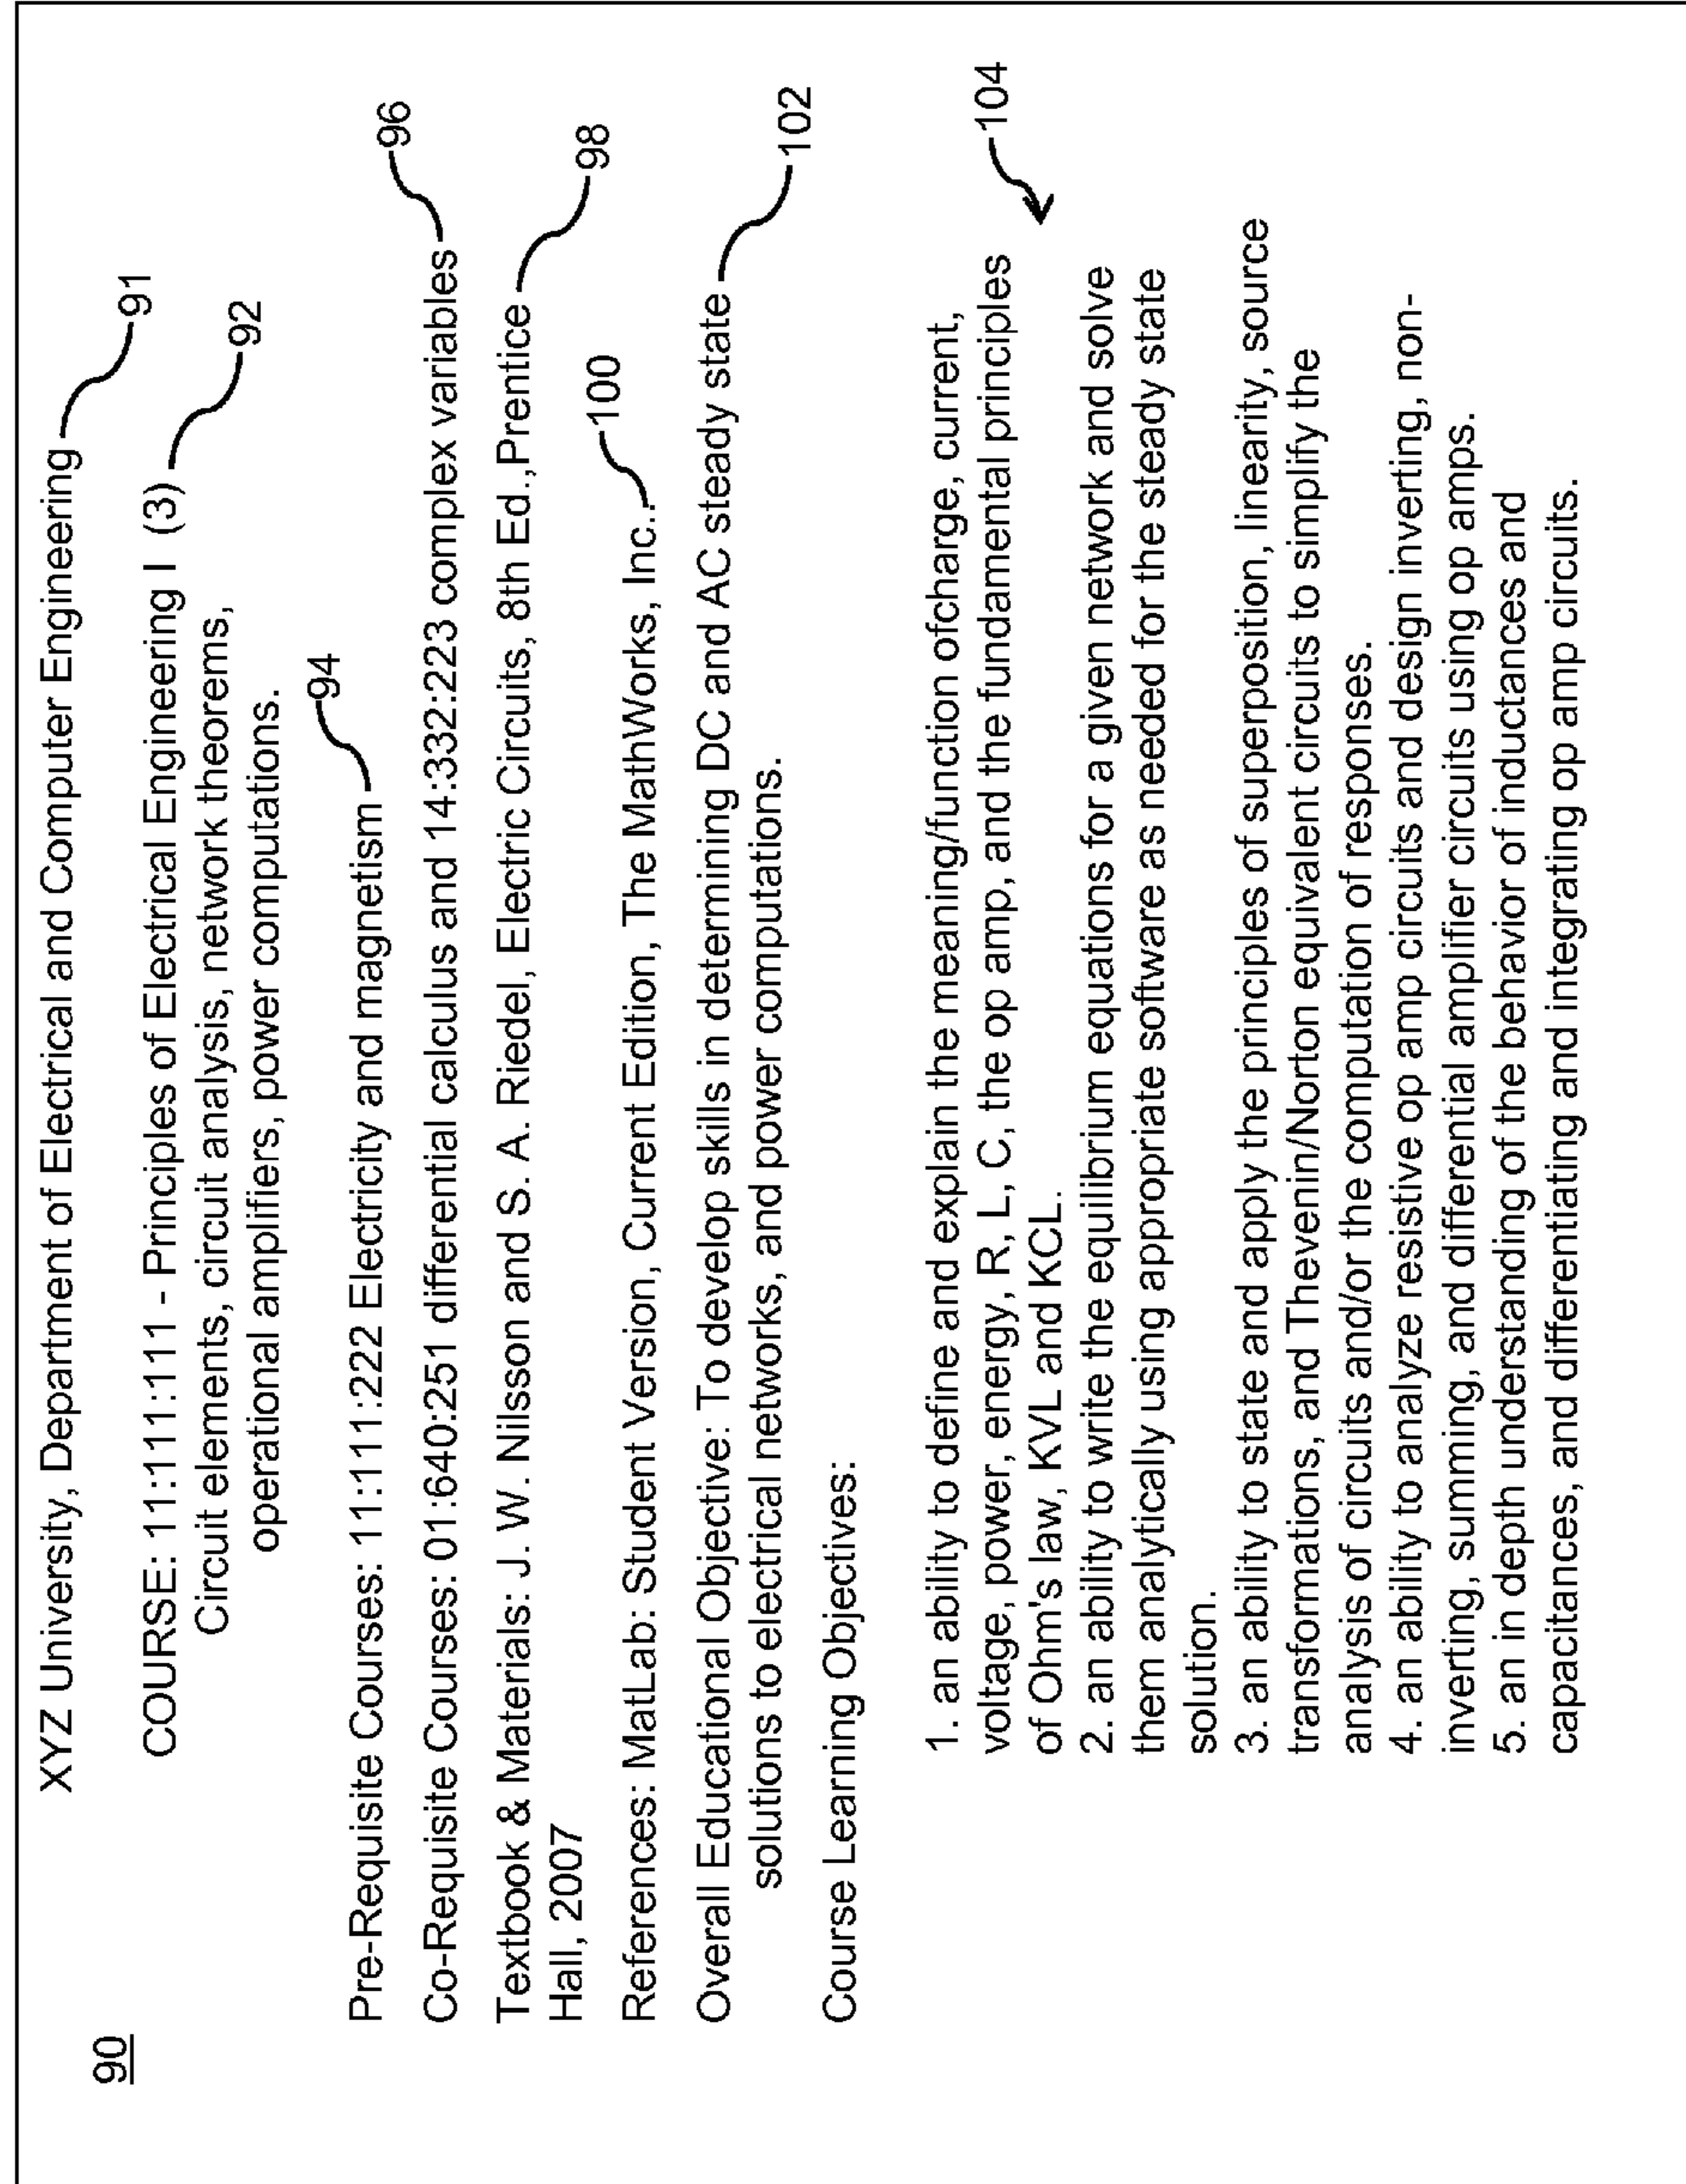 90
XYZ University, Department of Electrical and Computer Engineering 91
COURSE: 11:111:111 - Principles of Electrical Engineering I (3) 92
Circuit elements, circuit analysis, network theorems,
operational amplifiers, power computations.
94
Pre-Requisite Courses: 11:111:222 Electricity and magnetism
96
Co-Requisite Courses: 01:640:251 differential calculus and 14:332:223 complex variables
Textbook & Materials: J. W. Nilsson and S. A. Riedel, Electric Circuits, 8th Ed.,Prentice 98
Hall, 2007
100
References: MatLab: Student Version, Current Edition, The MathWorks, Inc..
Overall Educational Objective: To develop skills in determining DC and AC steady state 102
solutions to electrical networks, and power computations.
Course Learning Objectives:
104
1. an ability to define and explain the meaning/function ofcharge, current,
voltage, power, energy, R, L, C, the op amp, and the fundamental principles
of Ohm's law, KVL and KCL.
2. an ability to write the equilibrium equations for a given network and solve
them analytically using appropriate software as needed for the steady state
solution.
3. an ability to state and apply the principles of superposition, linearity, source
transformations, and Thevenin/Norton equivalent circuits to simplify the
analysis of circuits and/or the computation of responses.
4. an ability to analyze resistive op amp circuits and design inverting, non-
inverting, summing, and differential amplifier circuits using op amps.
5. an in depth understanding of the behavior of inductances and
capacitances, and differentiating and integrating op amp circuits.